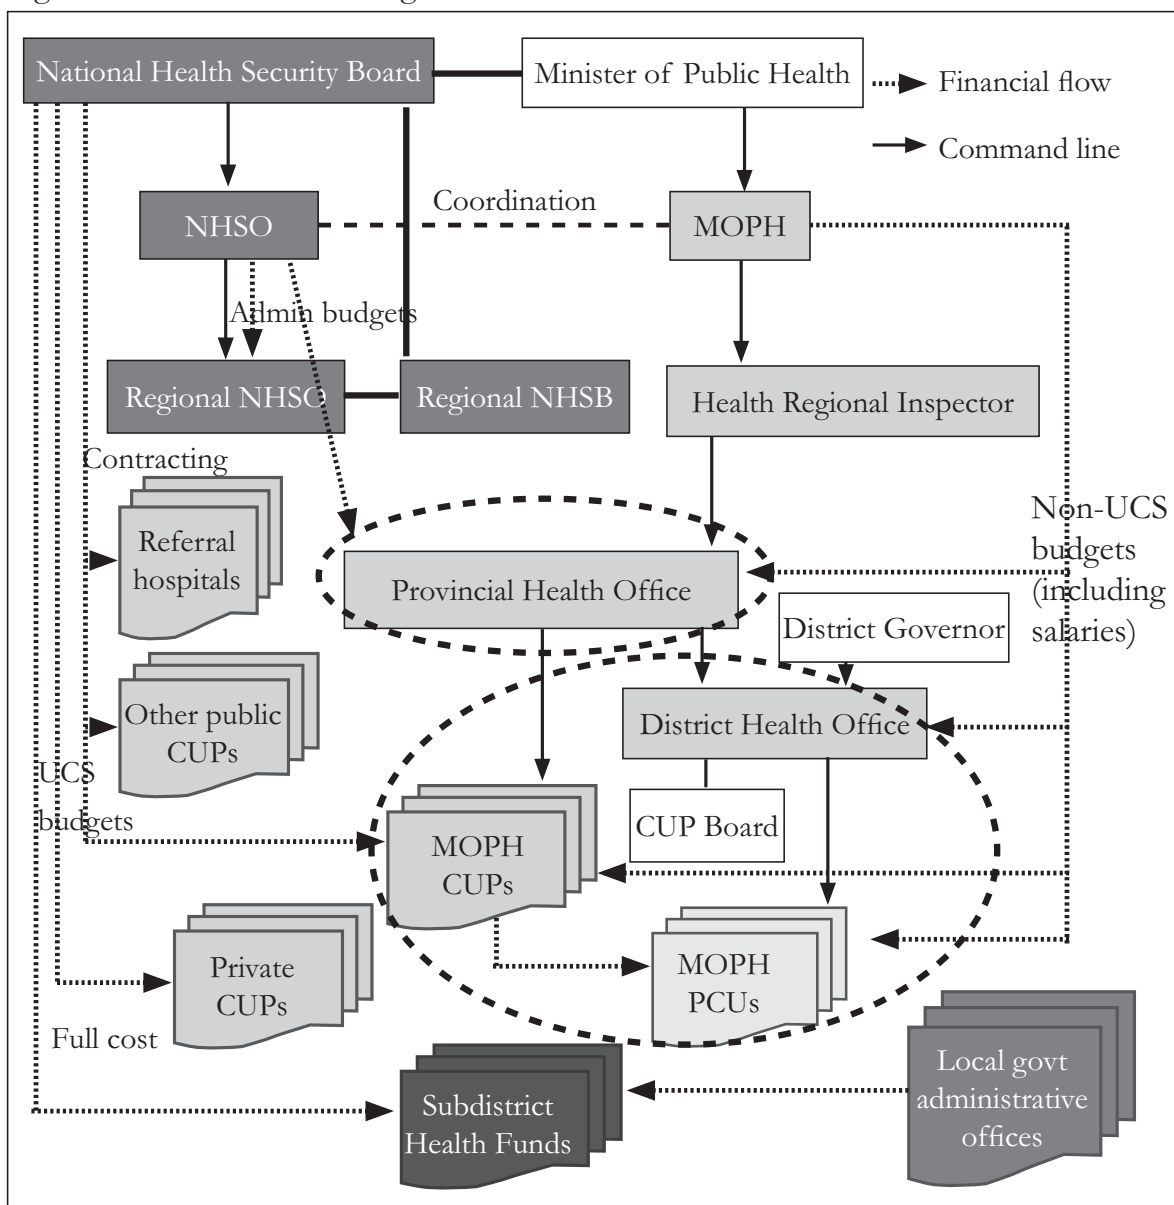 National Health Security Board
Minister of Public Health
Financial flow
Command line
NHSO
Coordination
MOPH
Admin budgets
Regional NHSO
Regional NHSB
Health Regional Inspector
Contracting
Referral
hospitals
Non-UCS
budgets
(including
salaries)
Provincial Health Office
District Governor
Other public
CUPs
District Health Office
UCS
budgets
CUP Board
MOPH
CUPs
Private
CUPs
MOPH
PCUs
Full cost
Subdistrict
Health Funds
Local govt
administrative
offices